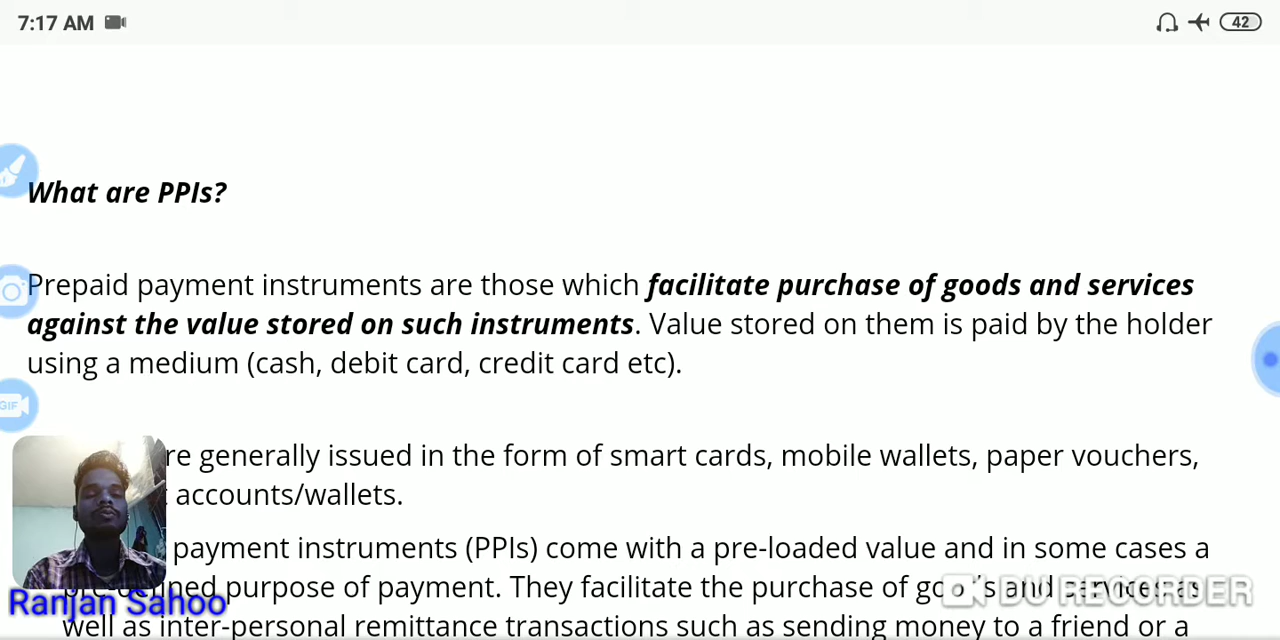 7:17 AM
42
What are PPIs?
Prepaid payment instruments are those which facilitate purchase of goods and services
against the value stored on such instruments. Value stored on them is paid by the holder
using a medium (cash, debit card, credit card etc).
GIF
re generally issued in the form of smart cards, mobile wallets, paper vouchers,
accounts/wallets.
payment instruments (PPIs) come with a pre-loaded value and in some cases a
purpose of payment. They facilitate the purchase of goods and services as
Ranjan Sahoo
DU RECORDER
well as inter-personal remittance transactions such as sending money to a friend or a